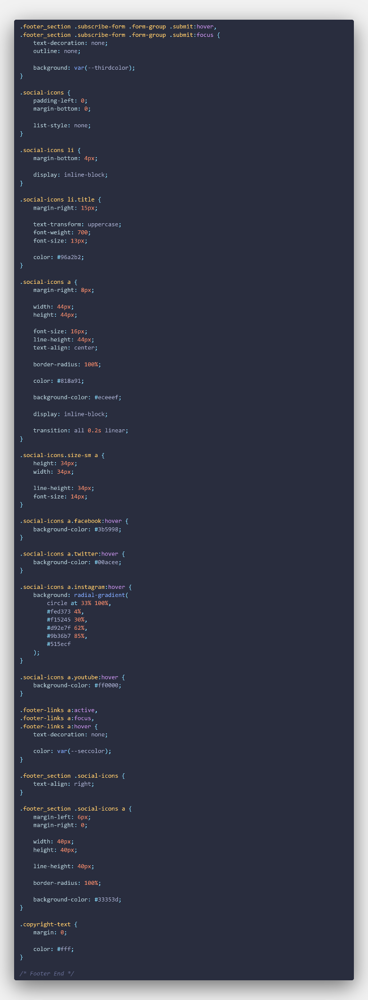 .footer_section .subscribe-form .form-group .submit:hover,
.footer_section .subscribe-form .form-group .submit:focus {
    text-decoration: none;
    outline: none;

    background: var(--thirdcolor);
}

.social-icons {
    padding-left: 0;
    margin-bottom: 0;

    list-style: none;
}

.social-icons li {
    margin-bottom: 4px;

    display: inline-block;
}

.social-icons li.title {
    margin-right: 15px;

    text-transform: uppercase;
    font-weight: 700;
    font-size: 13px;

    color: #96a2b2;
}

.social-icons a {
    margin-right: 8px;

    width: 44px;
    height: 44px;

    font-size: 16px;
    line-height: 44px;
    text-align: center;

    border-radius: 100%;

    color: #818a91;

    background-color: #eceeef;

    display: inline-block;

    transition: all 0.2s linear;
}

.social-icons.size-sm a {
    height: 34px;
    width: 34px;

    line-height: 34px;
    font-size: 14px;
}

.social-icons a.facebook:hover {
    background-color: #3b5998;
}

.social-icons a.twitter:hover {
    background-color: #00acee;
}

.social-icons a.instagram:hover {
    background: radial-gradient(
        circle at 33% 100%,
        #fed373 4%,
        #f15245 30%,
        #d92e7f 62%,
        #9b36b7 85%,
        #515ecf
    );
}

.social-icons a.youtube:hover {
    background-color: #ff0000;
}

.footer-links a:active,
.footer-links a:focus,
.footer-links a:hover {
    text-decoration: none;

    color: var(--seccolor);
}

.footer_section .social-icons {
    text-align: right;
}

.footer_section .social-icons a {
    margin-left: 6px;
    margin-right: 0;

    width: 40px;
    height: 40px;

    line-height: 40px;

    border-radius: 100%;

    background-color: #33353d;
}

.copyright-text {
    margin: 0;

    color: #fff;
}

/* Footer End */